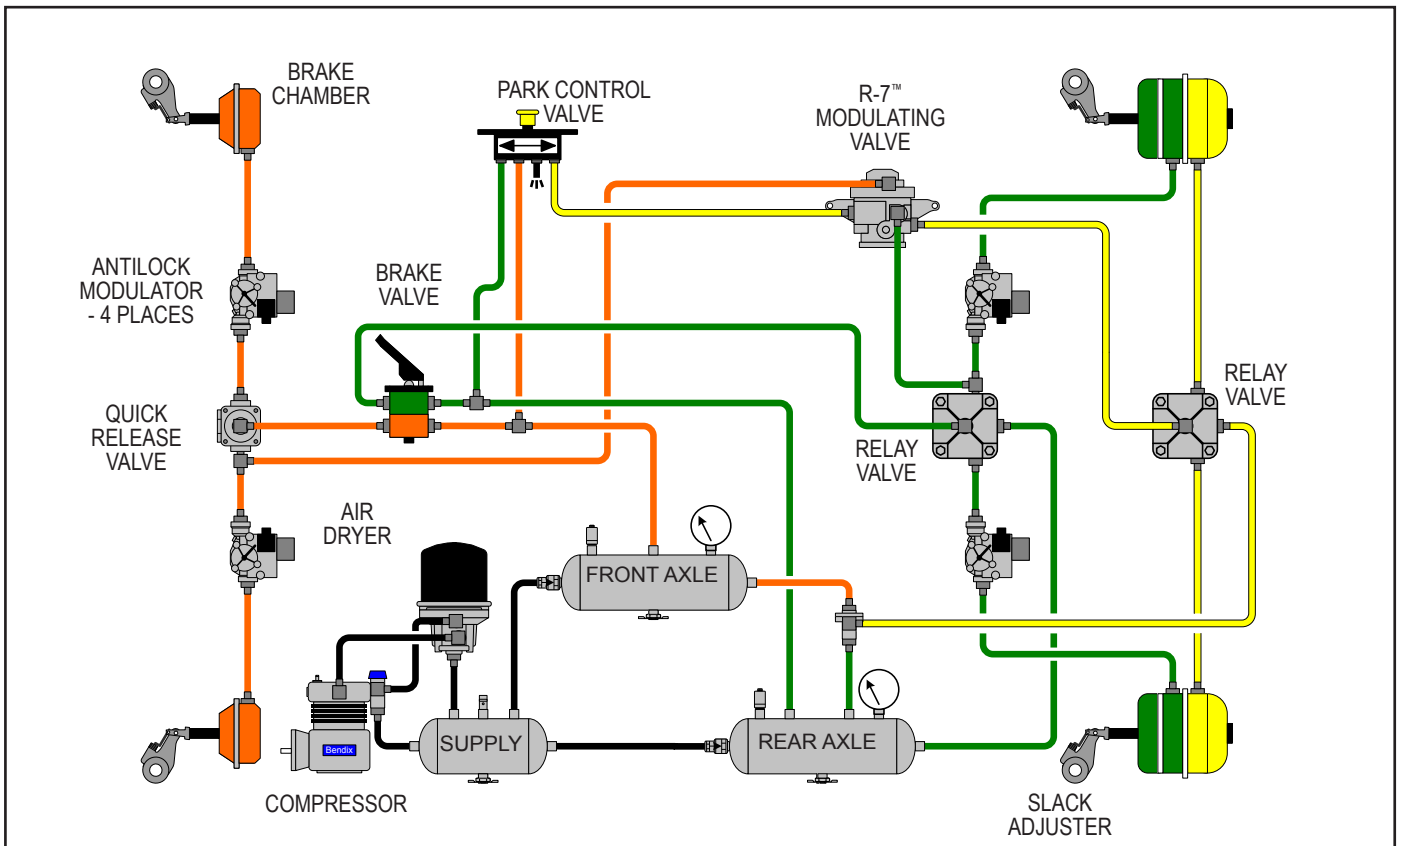 BRAKE
CHAMBER
PARK CONTROL
VALVE
R-7™
MODULATING
VALVE
ANTILOCK
MODULATOR
- 4 PLACES
BRAKE
VALVE
QUICK
RELEASE
VALVE
RELAY
VALVE
RELAY
VALVE
AIR
DRYER
FRONT AXLE
SUPPLY
REAR AXLE
Bendix
COMPRESSOR
SLACK
ADJUSTER